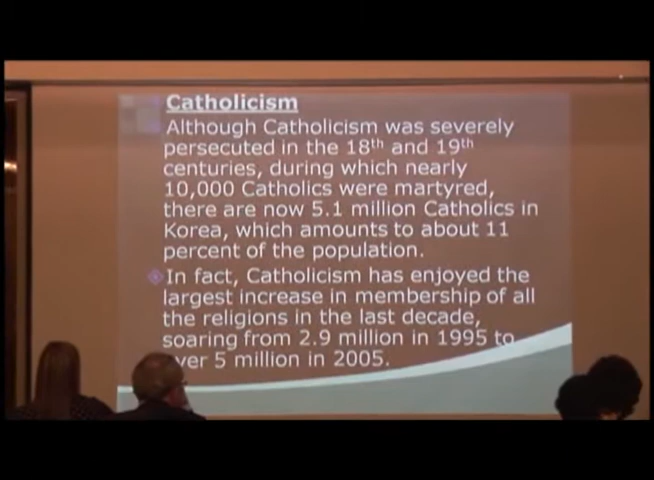 Catholicism
Although Catholicism was severely
persecuted in the 18th and 19th
centuries, during which nearly
10,000 Catholics were martyred,
there are now 5.1 million Catholics in
Korea, which amounts to about 11
percent of the population.
In fact, Catholicism has enjoyed the
largest increase in membership of all
the religions in the last decade,
soaring from 2.9 million in 1995 to
ver 5 million in 2005.